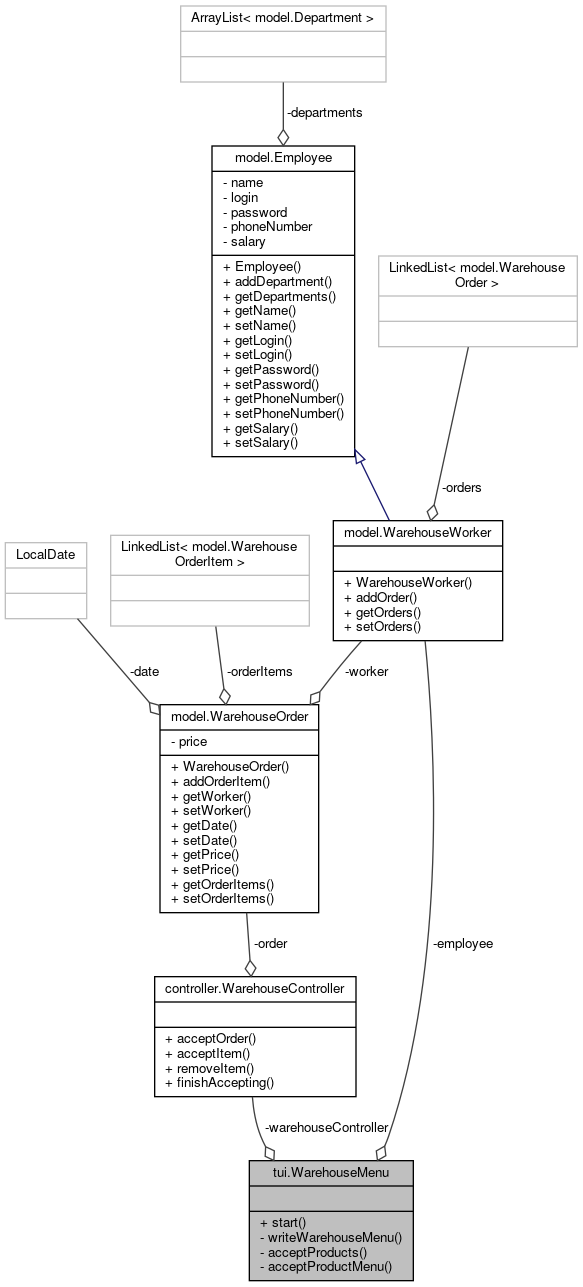 ArrayList< model.Department >
-departments
model.Employee
- name
- login
- password
- phoneNumber
- salary
+ Employee()
+ addDepartment()
+ getDepartments()
+ getName()
+ setName()
+ getLogin()
+ setLogin()
+ getPassword()
+ setPassword()
+ getPhoneNumber()
+ setPhoneNumber()
+ getSalary()
+ setSalary()
LinkedList< model.Warehouse
Order >
-orders
model.WarehouseWorker
+ WarehouseWorker()
+ addOrder()
+ getOrders()
+ setOrders()
LocalDate
LinkedList< model.Warehouse
OrderItem >
-date
-orderItems
-worker
model.WarehouseOrder
- price
+ WarehouseOrder()
+ addOrderItem()
+ getWorker()
+ setWorker()
+ getDate()
+ setDate()
+ getPrice()
+ setPrice()
+ getOrderItems()
+ setOrderItems()
-order
-employee
controller.WarehouseController
+ acceptOrder()
+ acceptItem()
+ removeItem()
+ finishAccepting()
-warehouseController
tui.WarehouseMenu
+ start()
- writeWarehouseMenu()
- acceptProducts()
- acceptProductMenu()